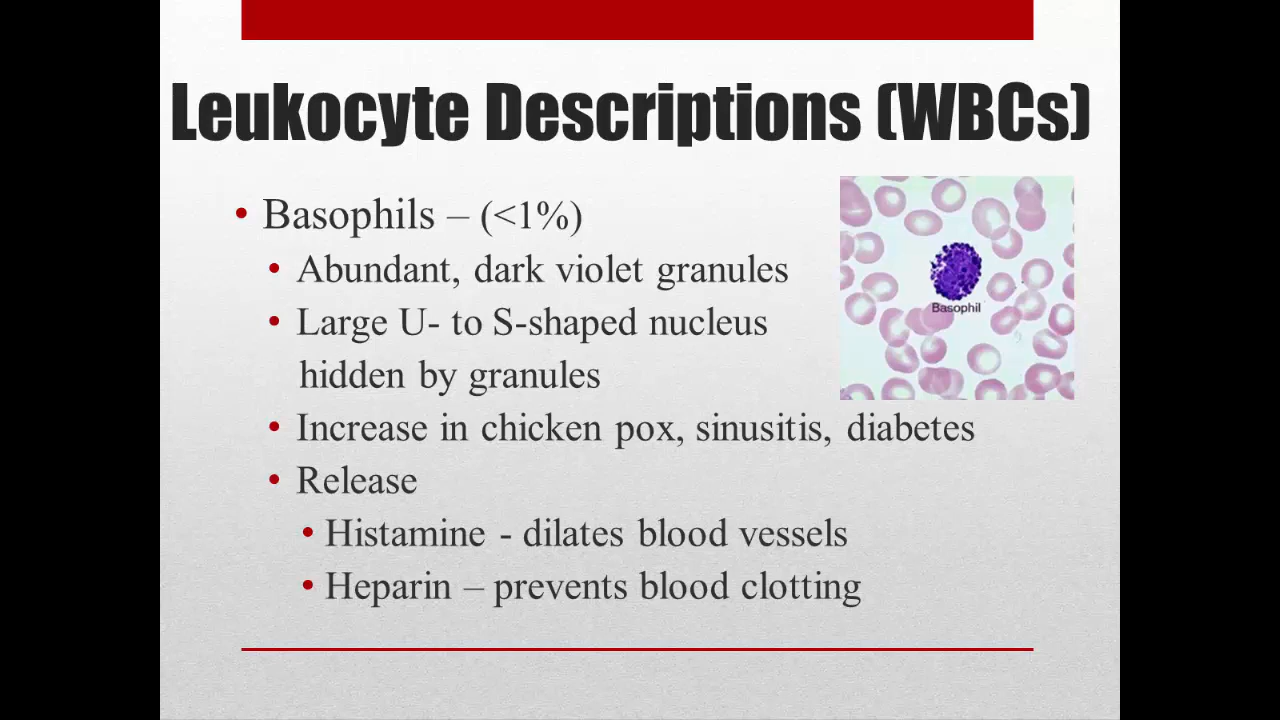 Leukocyte Descriptions (WBCs)
• Basophils – (<1%)
• Abundant, dark violet granules
• Large U- to S-shaped nucleus
hidden by granules
• Increase in chicken pox, sinusitis, diabetes
• Release
• Histamine - dilates blood vessels
• Heparin – prevents blood clotting
Basophil